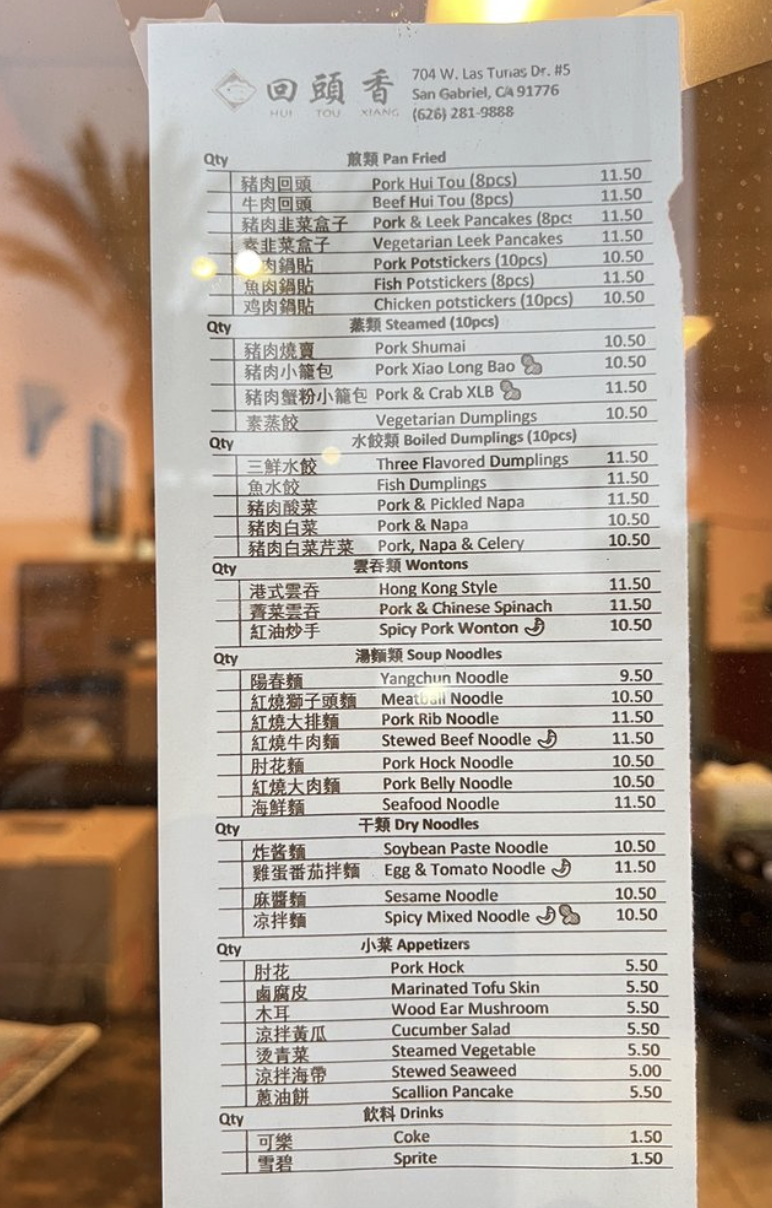 回頭香 704 W. Las Tunas Dr. #5
HUI TOU XIANG San Gabriel, CA 91776
(626) 281-9888
Qty 煎類 Pan Fried
豬肉回頭 Pork Hui Tou (8pcs) 11.50
牛肉回頭 Beef Hui Tou (8pcs) 11.50
豬肉韭菜盒子 Pork & Leek Pancakes (8pcs 11.50
素韭菜盒子 Vegetarian Leek Pancakes 11.50
肉鍋貼 Pork Potstickers (10pcs) 10.50
魚肉鍋貼 Fish Potstickers (8pcs) 11.50
鸡肉鍋貼 Chicken potstickers (10pcs) 10.50
Qty 蒸類 Steamed (10pcs)
豬肉燒賣 Pork Shumai 10.50
豬肉小籠包 Pork Xiao Long Bao 10.50
豬肉蟹粉小籠包 Pork & Crab XLB 11.50
素蒸餃 Vegetarian Dumplings 10.50
Qty 水餃類 Boiled Dumplings (10pcs)
三鮮水餃 Three Flavored Dumplings 11.50
魚水餃 Fish Dumplings 11.50
豬肉酸菜 Pork & Pickled Napa 11.50
豬肉白菜 Pork & Napa 10.50
豬肉白菜芹菜 Pork, Napa & Celery 10.50
Qty 雲吞類 Wontons
港式雲吞 Hong Kong Style 11.50
薺菜雲吞 Pork & Chinese Spinach 11.50
紅油炒手 Spicy Pork Wonton 10.50
Qty 湯麵類 Soup Noodles
陽春麵 Yangchun Noodle 9.50
紅燒獅子頭麵 Meatball Noodle 10.50
紅燒大排麵 Pork Rib Noodle 11.50
紅燒牛肉麵 Stewed Beef Noodle 11.50
肘花麵 Pork Hock Noodle 10.50
紅燒大肉麵 Pork Belly Noodle 10.50
海鮮麵 Seafood Noodle 11.50
Qty 干類 Dry Noodles
炸酱麵 Soybean Paste Noodle 10.50
雞蛋番茄拌麵 Egg & Tomato Noodle 11.50
麻醬麵 Sesame Noodle 10.50
凉拌麵 Spicy Mixed Noodle 10.50
Qty 小菜 Appetizers
肘花 Pork Hock 5.50
鹵腐皮 Marinated Tofu Skin 5.50
木耳 Wood Ear Mushroom 5.50
涼拌黃瓜 Cucumber Salad 5.50
烫青菜 Steamed Vegetable 5.50
涼拌海帶 Stewed Seaweed 5.00
蔥油餅 Scallion Pancake 5.50
Qty 飲料 Drinks
可樂 Coke 1.50
雪碧 Sprite 1.50